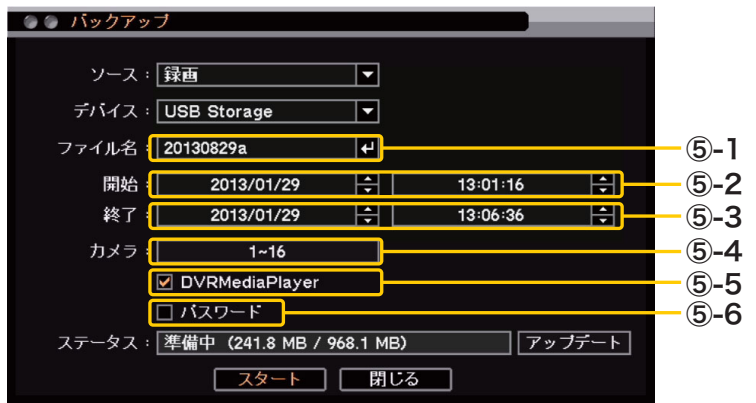 バックアップ
ソース : 録画
デバイス : USB Storage
ファイル名 : 20130829a ⑤-1
開始 : 2013/01/29 13:01:16 ⑤-2
終了 : 2013/01/29 13:06:36 ⑤-3
カメラ : 1~16 ⑤-4
DVRMediaPlayer ⑤-5
パスワード ⑤-6
ステータス : 準備中 (241.8 MB / 968.1 MB) アップデート
スタート 閉じる